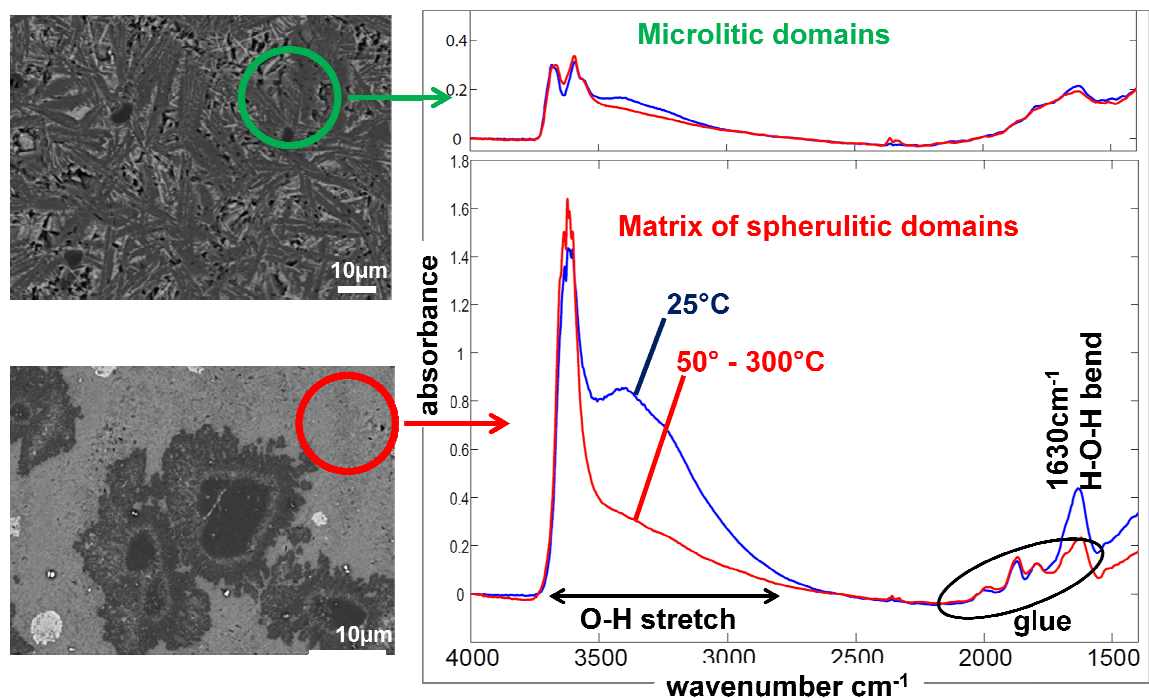 10µm
10µm
Microlitic domains
0.4
0.2
0
1.8
1.6
1.4
1.2
1
0.8
0.6
0.4
0.2
0
absorbance
Matrix of spherulitic domains
25°C
50° - 300°C
1630cm-1
H-O-H bend
O-H stretch
glue
4000 3500 3000 2500 2000 1500
wavenumber cm-1